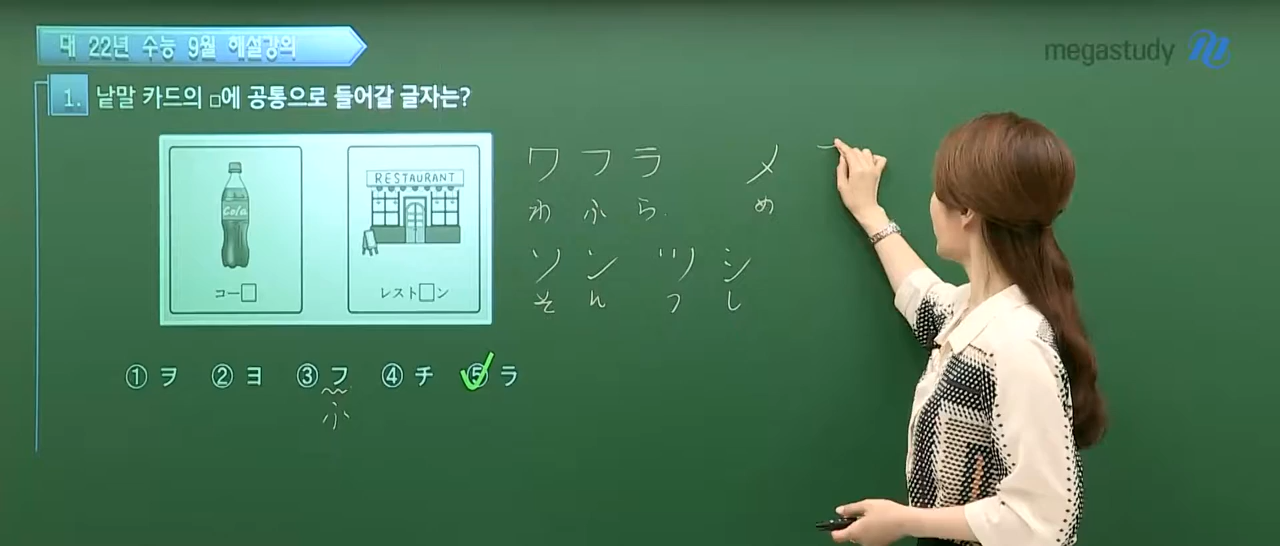 대 22년 수능 9월 해설강의
megastudy
1. 낱말 카드의 □에 공통으로 들어갈 글자는?
Cola
コー□
RESTAURANT
レスト□ン
① ヲ ② ヨ ③ フ ④ チ ⑤ ラ
ふ
ワ フ ラ メ
わ ふ ら め
ソ ン ツ シ
そ ん つ し